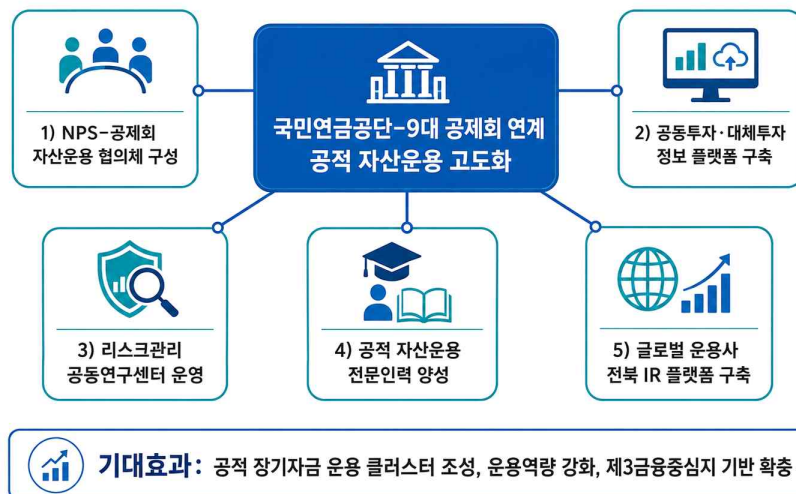 국민연금공단-9대 공제회 연계
공적 자산운용 고도화
1) NPS-공제회
자산운용 협의체 구성
2) 공동투자·대체투자
정보 플랫폼 구축
3) 리스크관리
공동연구센터 운영
4) 공적 자산운용
전문인력 양성
5) 글로벌 운용사
전북 IR 플랫폼 구축
기대효과: 공적 장기자금 운용 클러스터 조성, 운용역량 강화, 제3금융중심지 기반 확충